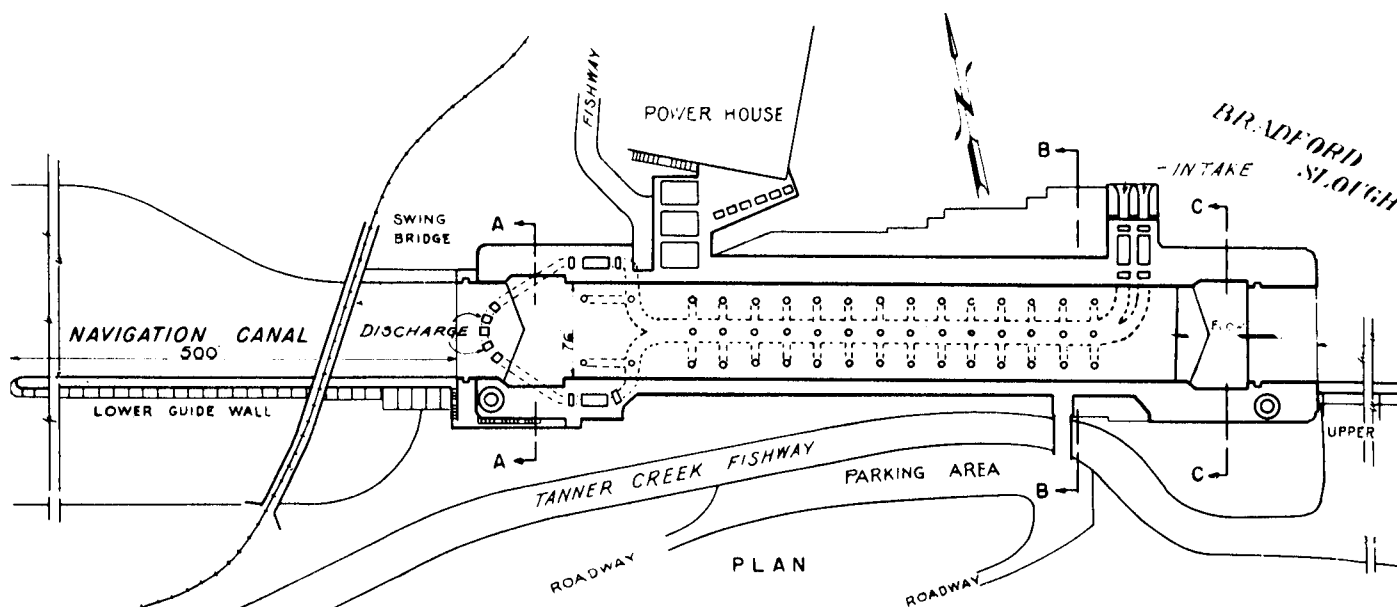 FISHWAY
POWER HOUSE
N
BRADFORD
SLOUGH
B
-INTAKE
A
SWING
BRIDGE
C
NAVIGATION CANAL
500
DISCHARGE
76
LOWER GUIDE WALL
UPPER
A
TANNER CREEK FISHWAY
PARKING AREA
B
C
PLAN
ROADWAY
ROADWAY